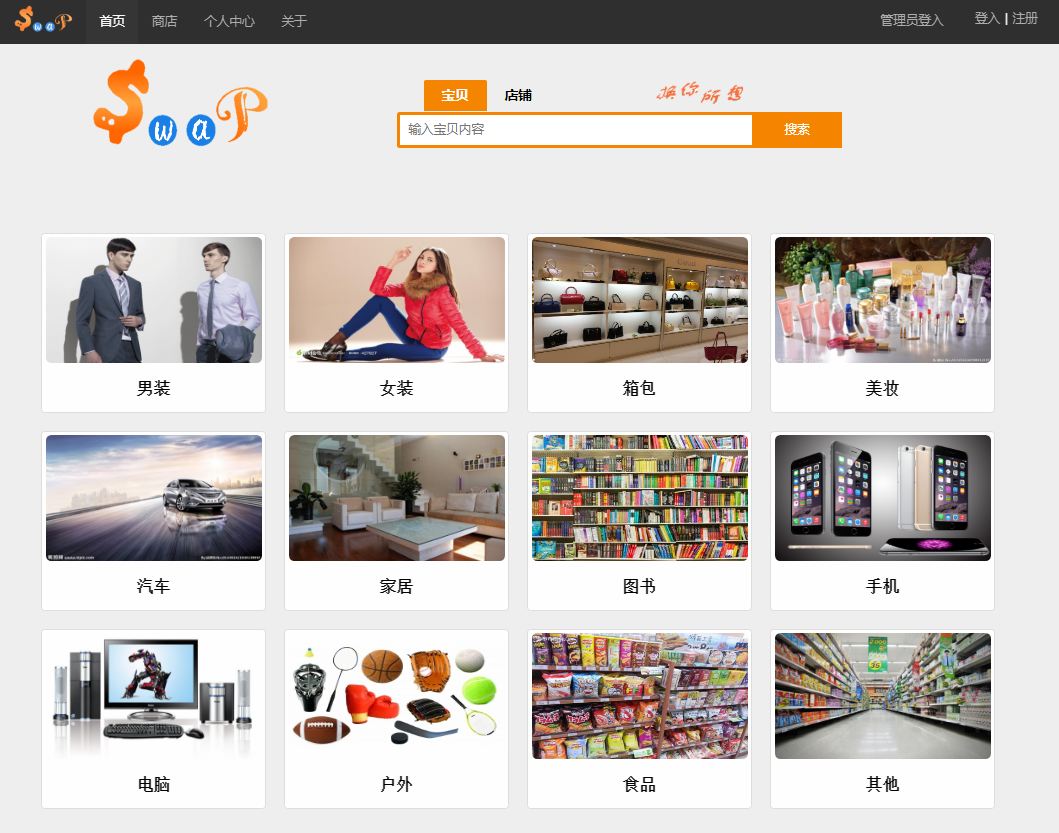 Swap 首页 商店 个人中心 关于 管理员登入 登入 | 注册
Swap
宝贝 店铺 换你所想
输入宝贝内容 搜索
男装 女装 箱包 美妆
汽车 家居 图书 手机
电脑 户外 食品 其他